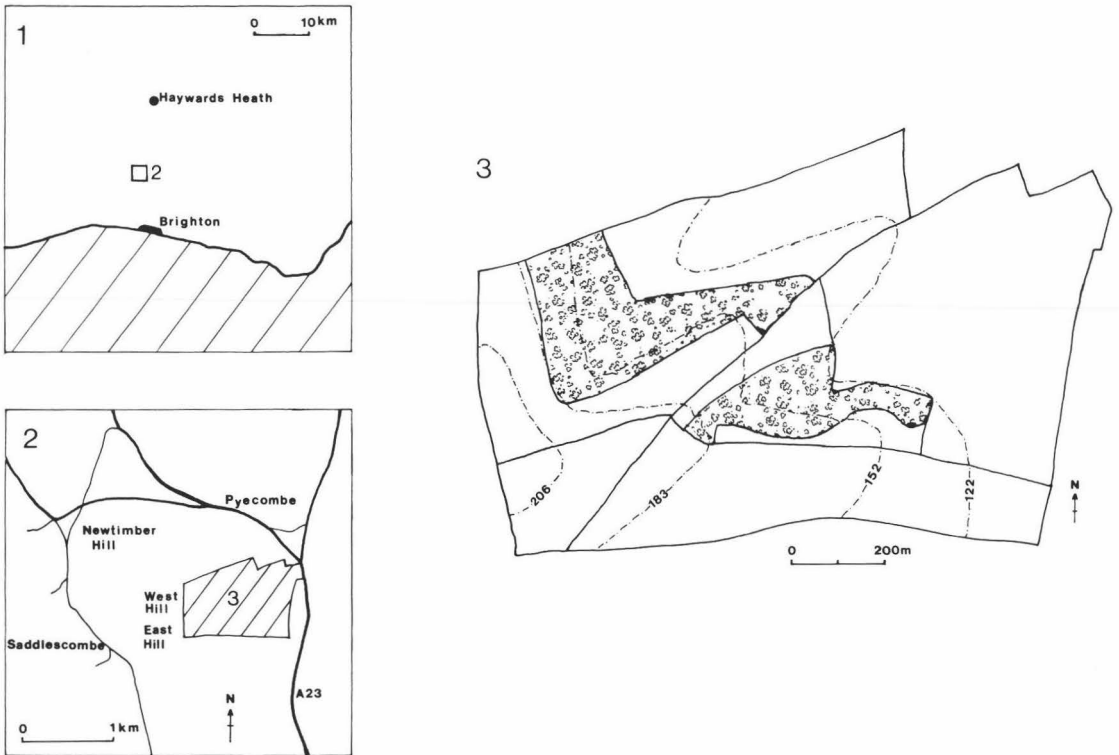 1
0 10km
Haywards Heath
2
Brighton
2
Pyecombe
Newtimber
Hill
West
Hill
3
East
Hill
Saddlescombe
N
A23
0 1km
3
206
183
152
122
N
0 200m